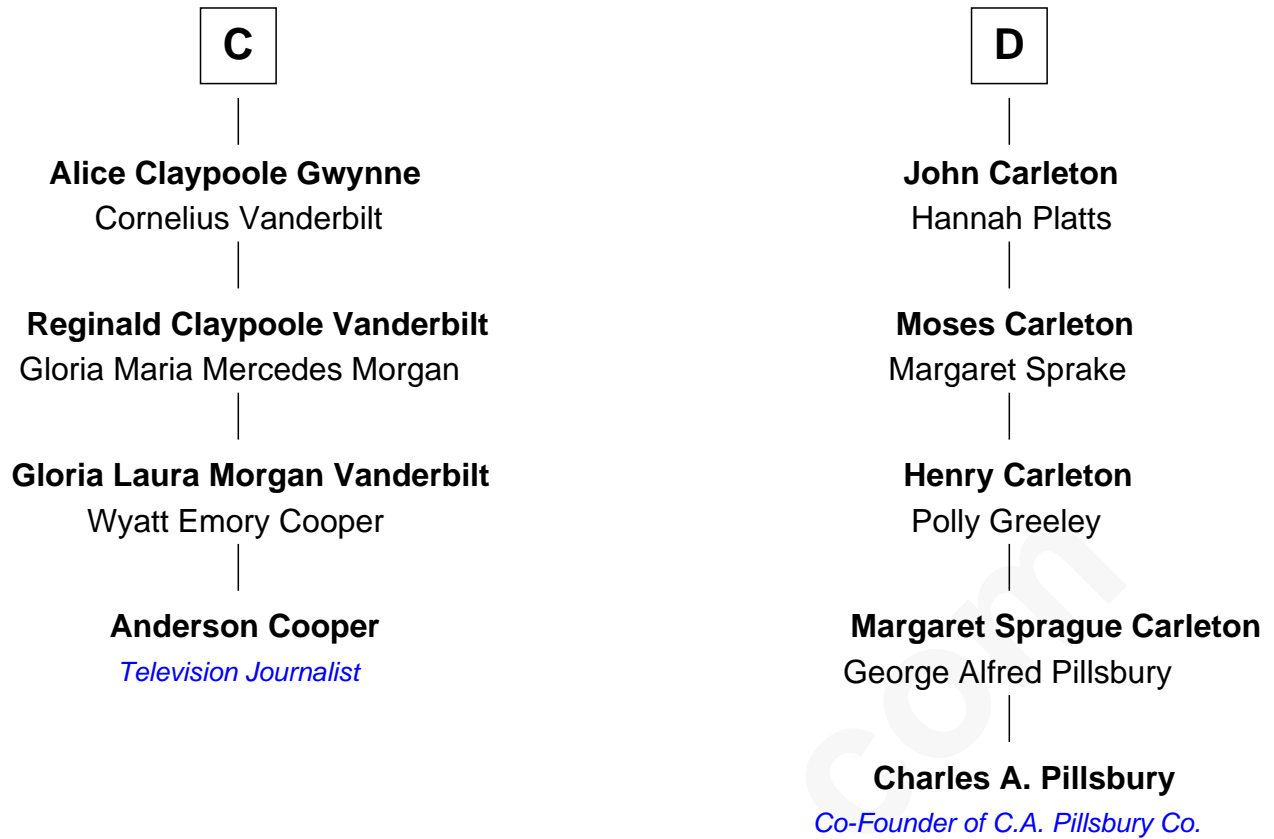 C
Alice Claypoole Gwynne
Cornelius Vanderbilt
Reginald Claypoole Vanderbilt
Gloria Maria Mercedes Morgan
Gloria Laura Morgan Vanderbilt
Wyatt Emory Cooper
Anderson Cooper
Television Journalist
D
John Carleton
Hannah Platts
Moses Carleton
Margaret Sprake
Henry Carleton
Polly Greeley
Margaret Sprague Carleton
George Alfred Pillsbury
Charles A. Pillsbury
Co-Founder of C.A. Pillsbury Co.
com